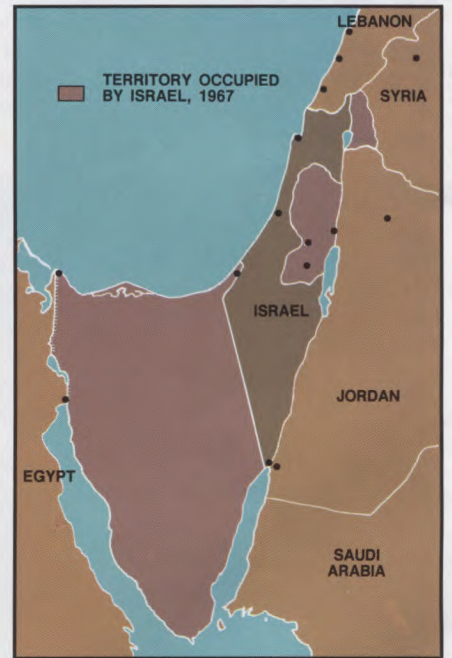 LEBANON
TERRITORY OCCUPIED
BY ISRAEL, 1967
SYRIA
ISRAEL
JORDAN
EGYPT
SAUDI
ARABIA